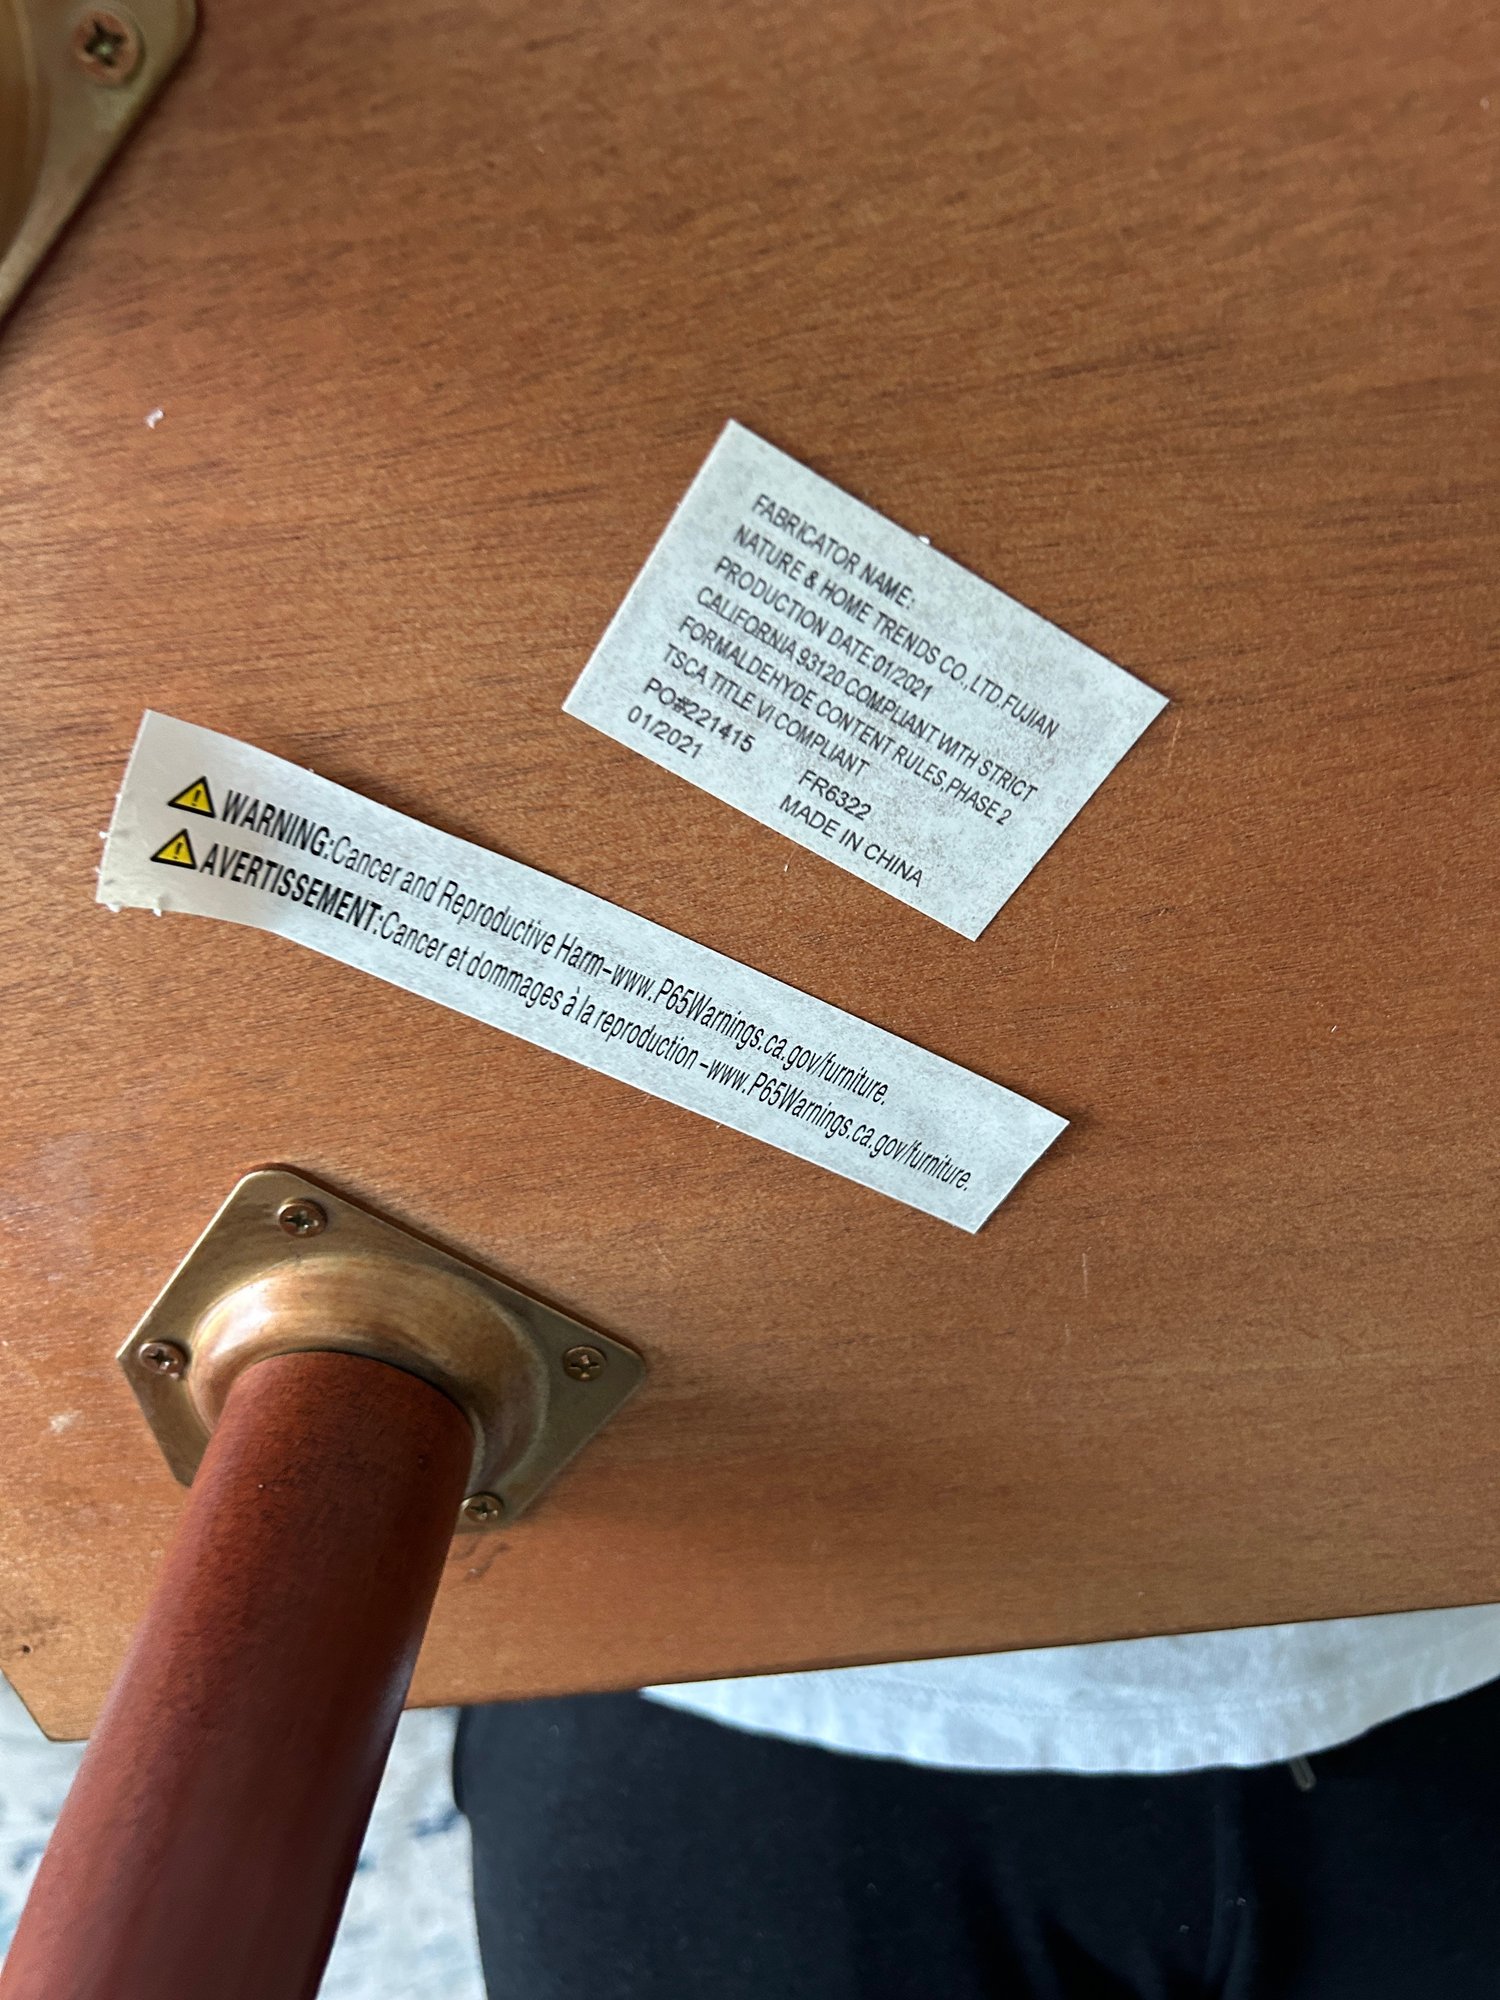 FABRICATOR NAME:
NATURE & HOME TRENDS CO.,LTD.FUJIAN
PRODUCTION DATE:01/2021
CALIFORNIA 93120 COMPLIANT WITH STRICT
FORMALDEHYDE CONTENT RULES,PHASE 2
TSCA TITLE VI COMPLIANT
PO#221415 FR6322
01/2021 MADE IN CHINA
WARNING:Cancer and Reproductive Harm-www.P65Warnings.ca.gov/furniture.
AVERTISSEMENT:Cancer et dommages à la reproduction -www.P65Warnings.ca.gov/furniture.